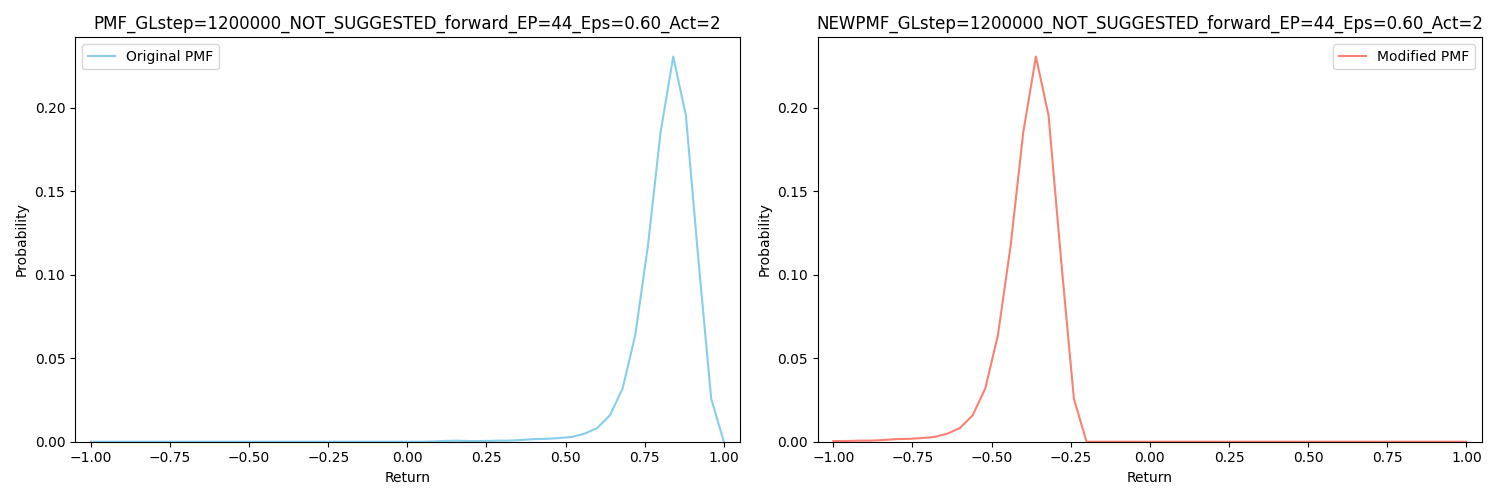 PMF_GLstep=1200000_NOT_SUGGESTED_forward_EP=44_Eps=0.60_Act=2
Original PMF
Probability
0.20
0.15
0.10
0.05
0.00
−1.00 −0.75 −0.50 −0.25 0.00 0.25 0.50 0.75 1.00
Return
NEWPMF_GLstep=1200000_NOT_SUGGESTED_forward_EP=44_Eps=0.60_Act=2
Modified PMF
Probability
0.20
0.15
0.10
0.05
0.00
−1.00 −0.75 −0.50 −0.25 0.00 0.25 0.50 0.75 1.00
Return